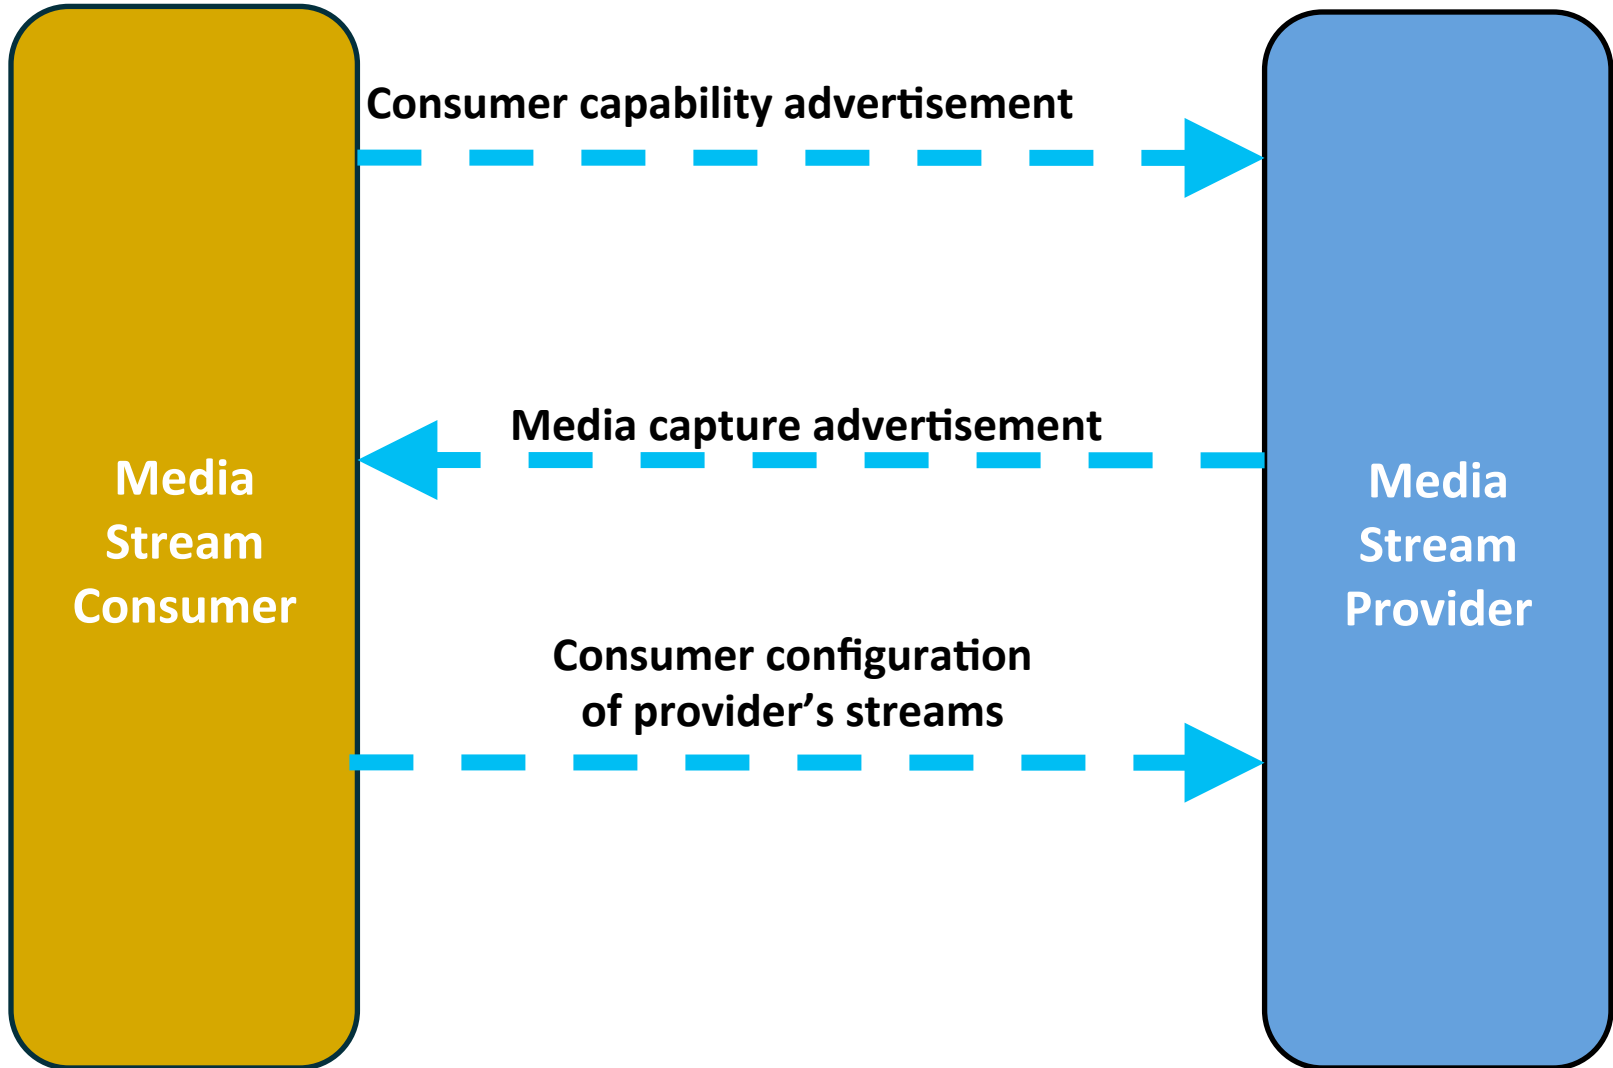 Consumer capability advertisement
Media capture advertisement
Media
Stream
Consumer
Media
Stream
Provider
Consumer configuration
of provider’s streams